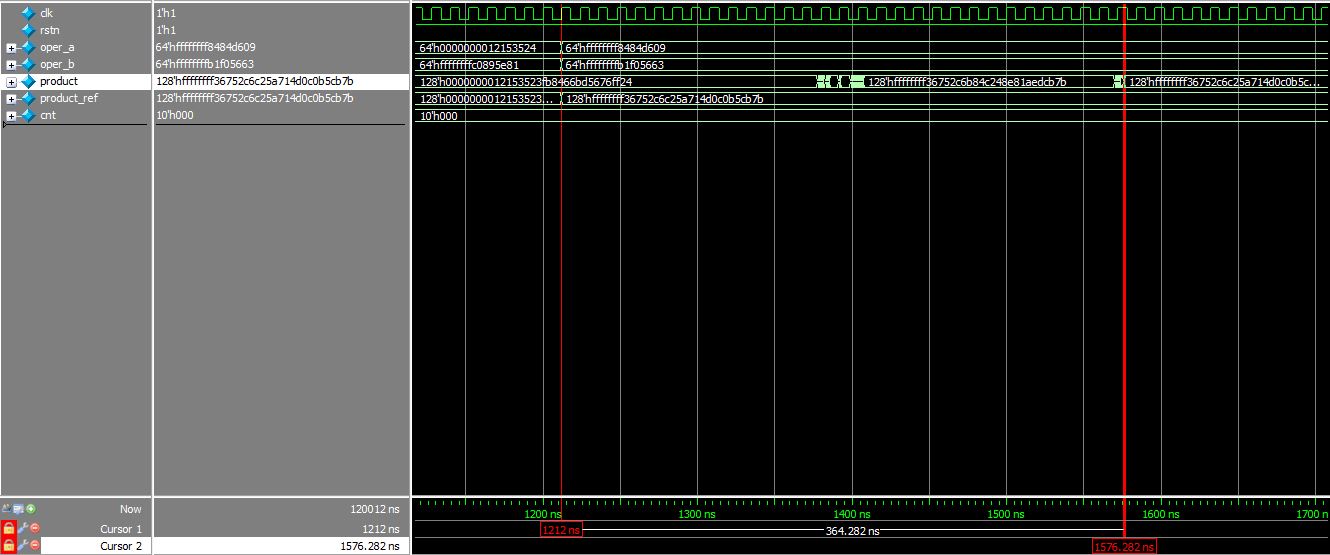 clk 1'h1
rstn 1'h1
oper_a 64'hffffffff8484d609 64'h0000000012153524 64'hffffffff8484d609
oper_b 64'hffffffffb1f05663 64'hffffffffc0895e81 64'hffffffffb1f05663
product 128'hffffffff36752c6c25a714d0c0b5cb7b 128'h0000000012153523fb8466bd5676ff24 128'hffffffff36752c6b84c248e81aedcb7b 128'hffffffff36752c6c25a714d0c0b5c...
product_ref 128'hffffffff36752c6c25a714d0c0b5cb7b 128'h0000000012153523... 128'hffffffff36752c6c25a714d0c0b5cb7b
cnt 10'h000 10'h000
Now 120012 ns 1200 ns 1300 ns 1400 ns 1500 ns 1600 ns 1700 n
Cursor 1 1212 ns 1212 ns 364.282 ns
Cursor 2 1576.282 ns 1576.282 ns